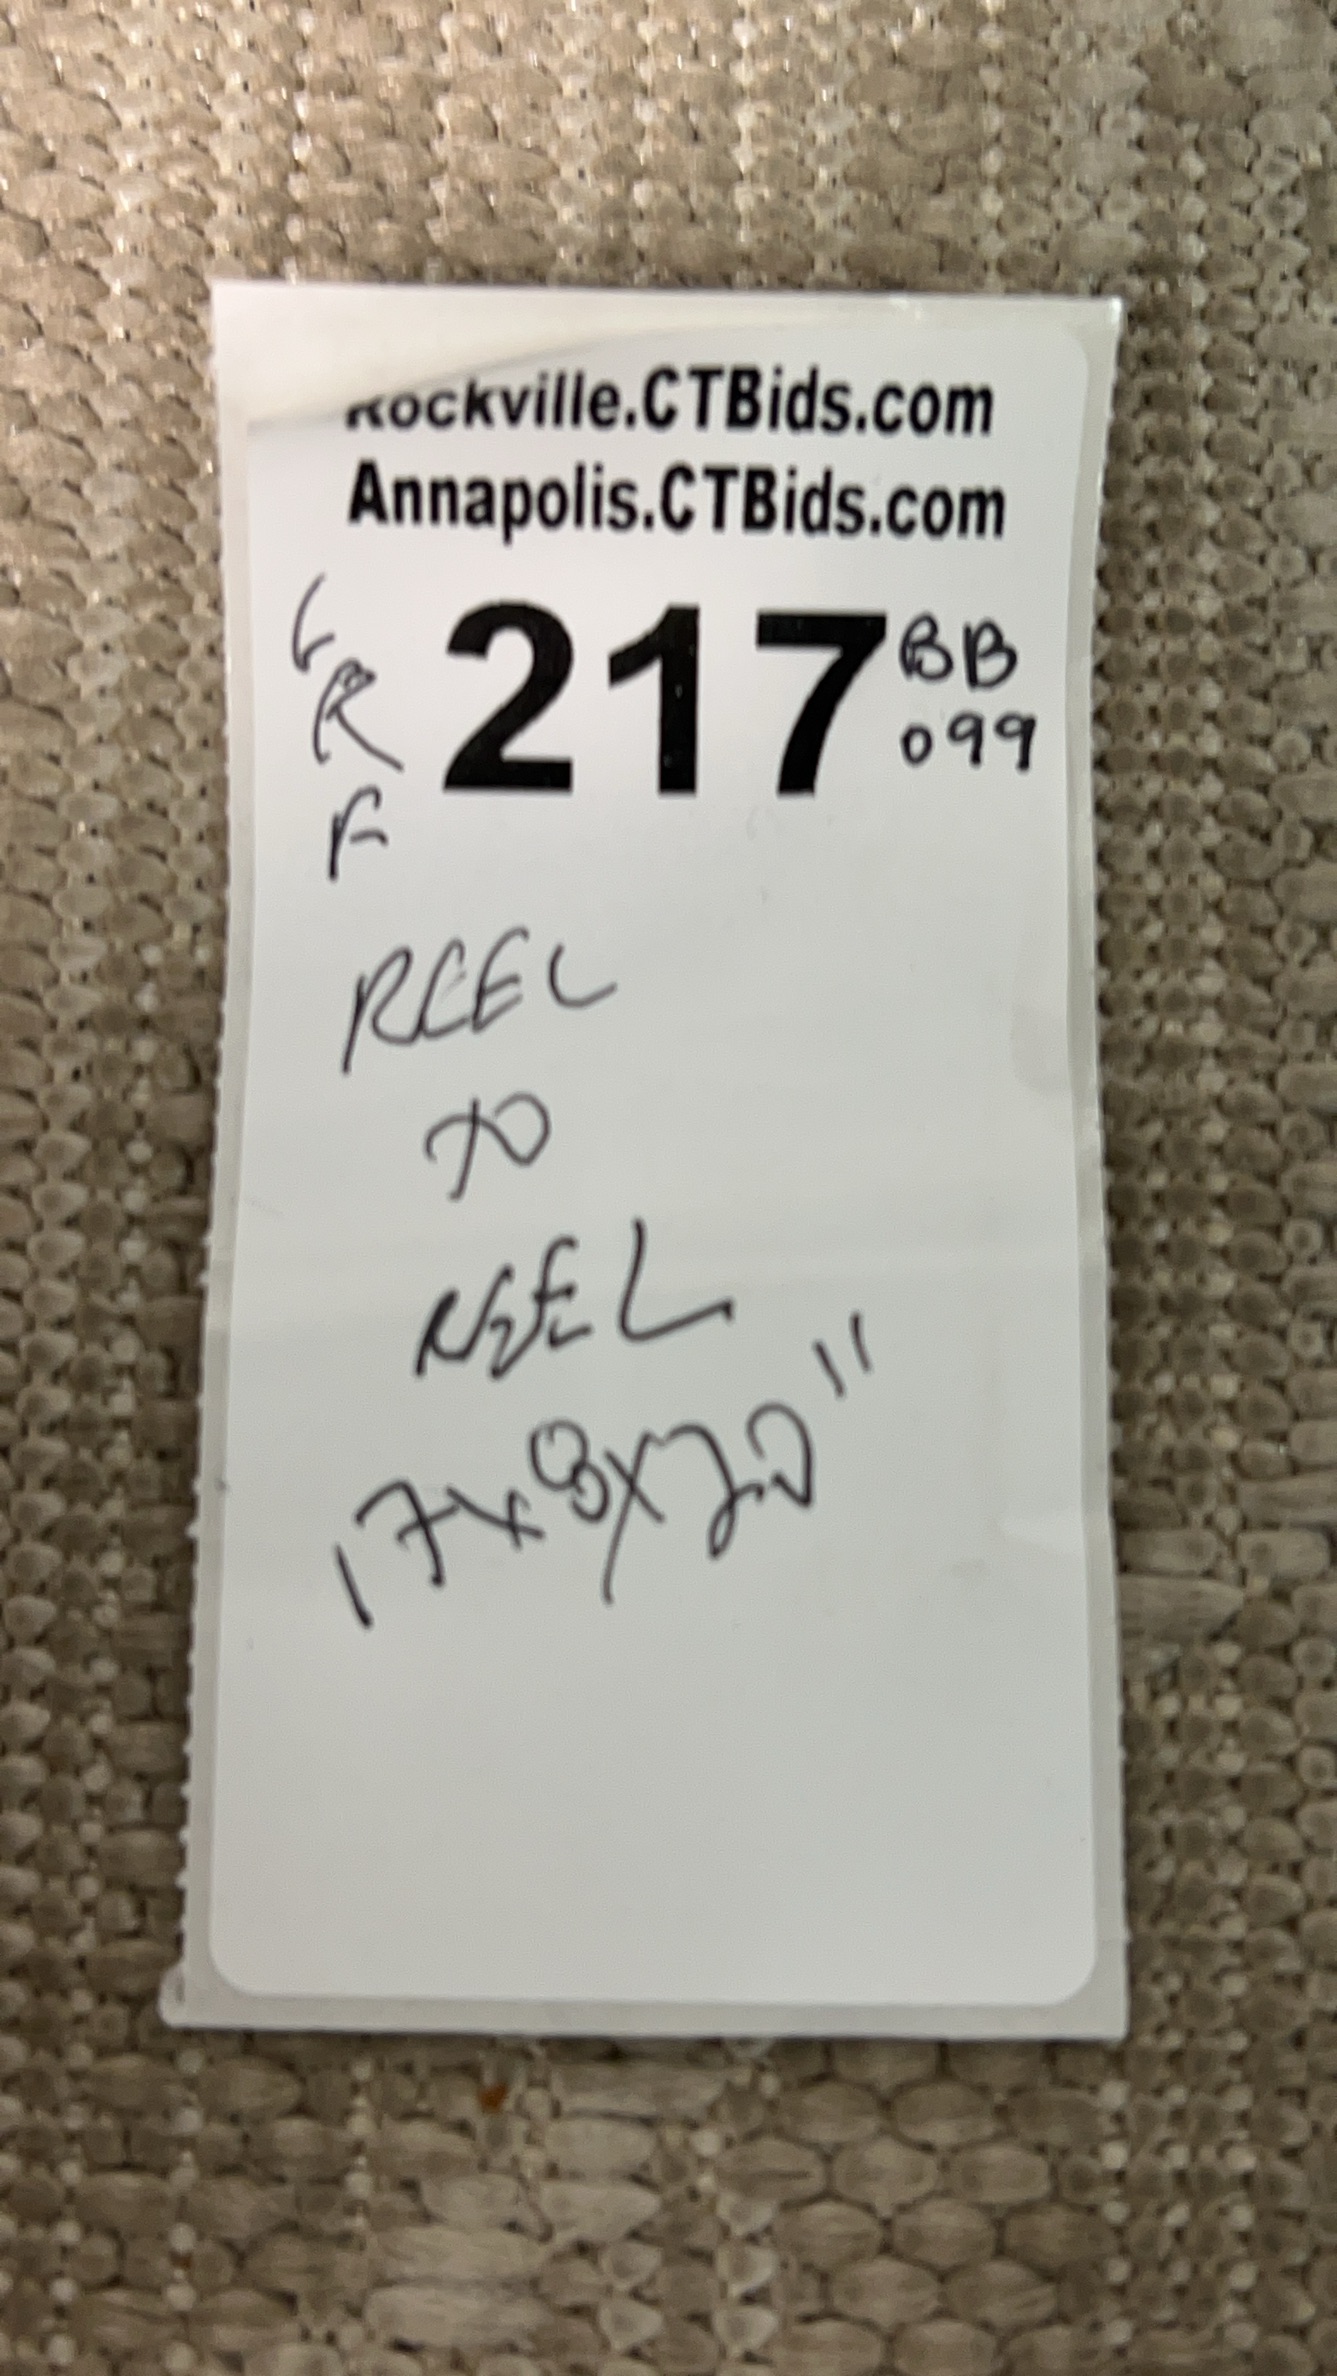 Rockville.CTBids.com
Annapolis.CTBids.com
L
R
F
217
BB
099
REEL
TO
REEL
17x8x20"